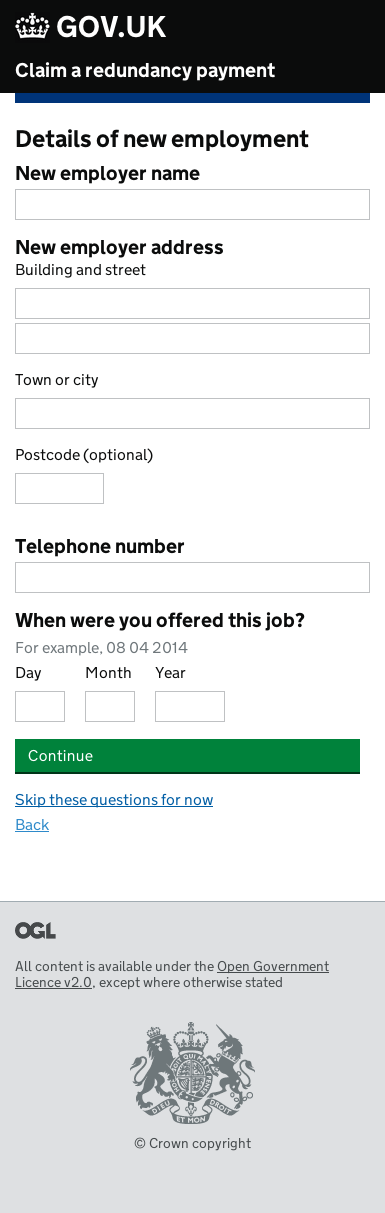 GOV.UK
Claim a redundancy payment
Details of new employment
New employer name
New employer address
Building and street
Town or city
Postcode (optional)
Telephone number
When were you offered this job?
For example, 08 04 2014
Day Month Year
Continue
Skip these questions for now
Back
OGL
All content is available under the Open Government
Licence v2.0, except where otherwise stated
DIEU ET MON DROIT
© Crown copyright